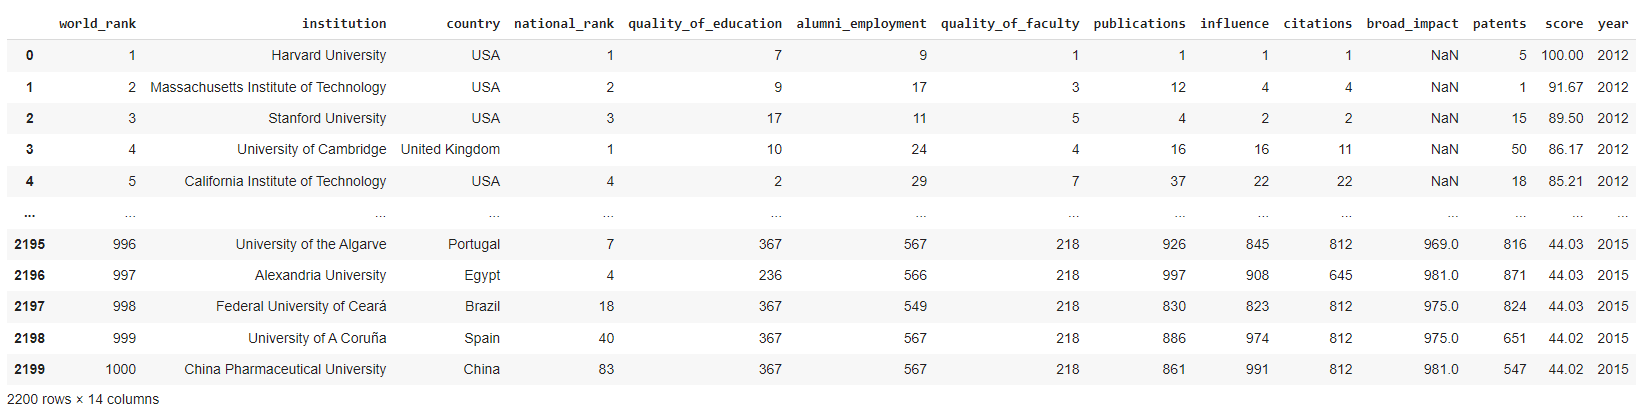 world_rank institution country national_rank quality_of_education alumni_employment quality_of_faculty publications influence citations broad_impact patents score year
0 1 Harvard University USA 1 7 9 1 1 1 1 NaN 5 100.00 2012
1 2 Massachusetts Institute of Technology USA 2 9 17 3 12 4 4 NaN 1 91.67 2012
2 3 Stanford University USA 3 17 11 5 4 2 2 NaN 15 89.50 2012
3 4 University of Cambridge United Kingdom 1 10 24 4 16 16 11 NaN 50 86.17 2012
4 5 California Institute of Technology USA 4 2 29 7 37 22 22 NaN 18 85.21 2012
... ... ... ... ... ... ... ... ... ... ... ... ... ... ...
2195 996 University of the Algarve Portugal 7 367 567 218 926 845 812 969.0 816 44.03 2015
2196 997 Alexandria University Egypt 4 236 566 218 997 908 645 981.0 871 44.03 2015
2197 998 Federal University of Ceará Brazil 18 367 549 218 830 823 812 975.0 824 44.03 2015
2198 999 University of A Coruña Spain 40 367 567 218 886 974 812 975.0 651 44.02 2015
2199 1000 China Pharmaceutical University China 83 367 567 218 861 991 812 981.0 547 44.02 2015
2200 rows × 14 columns